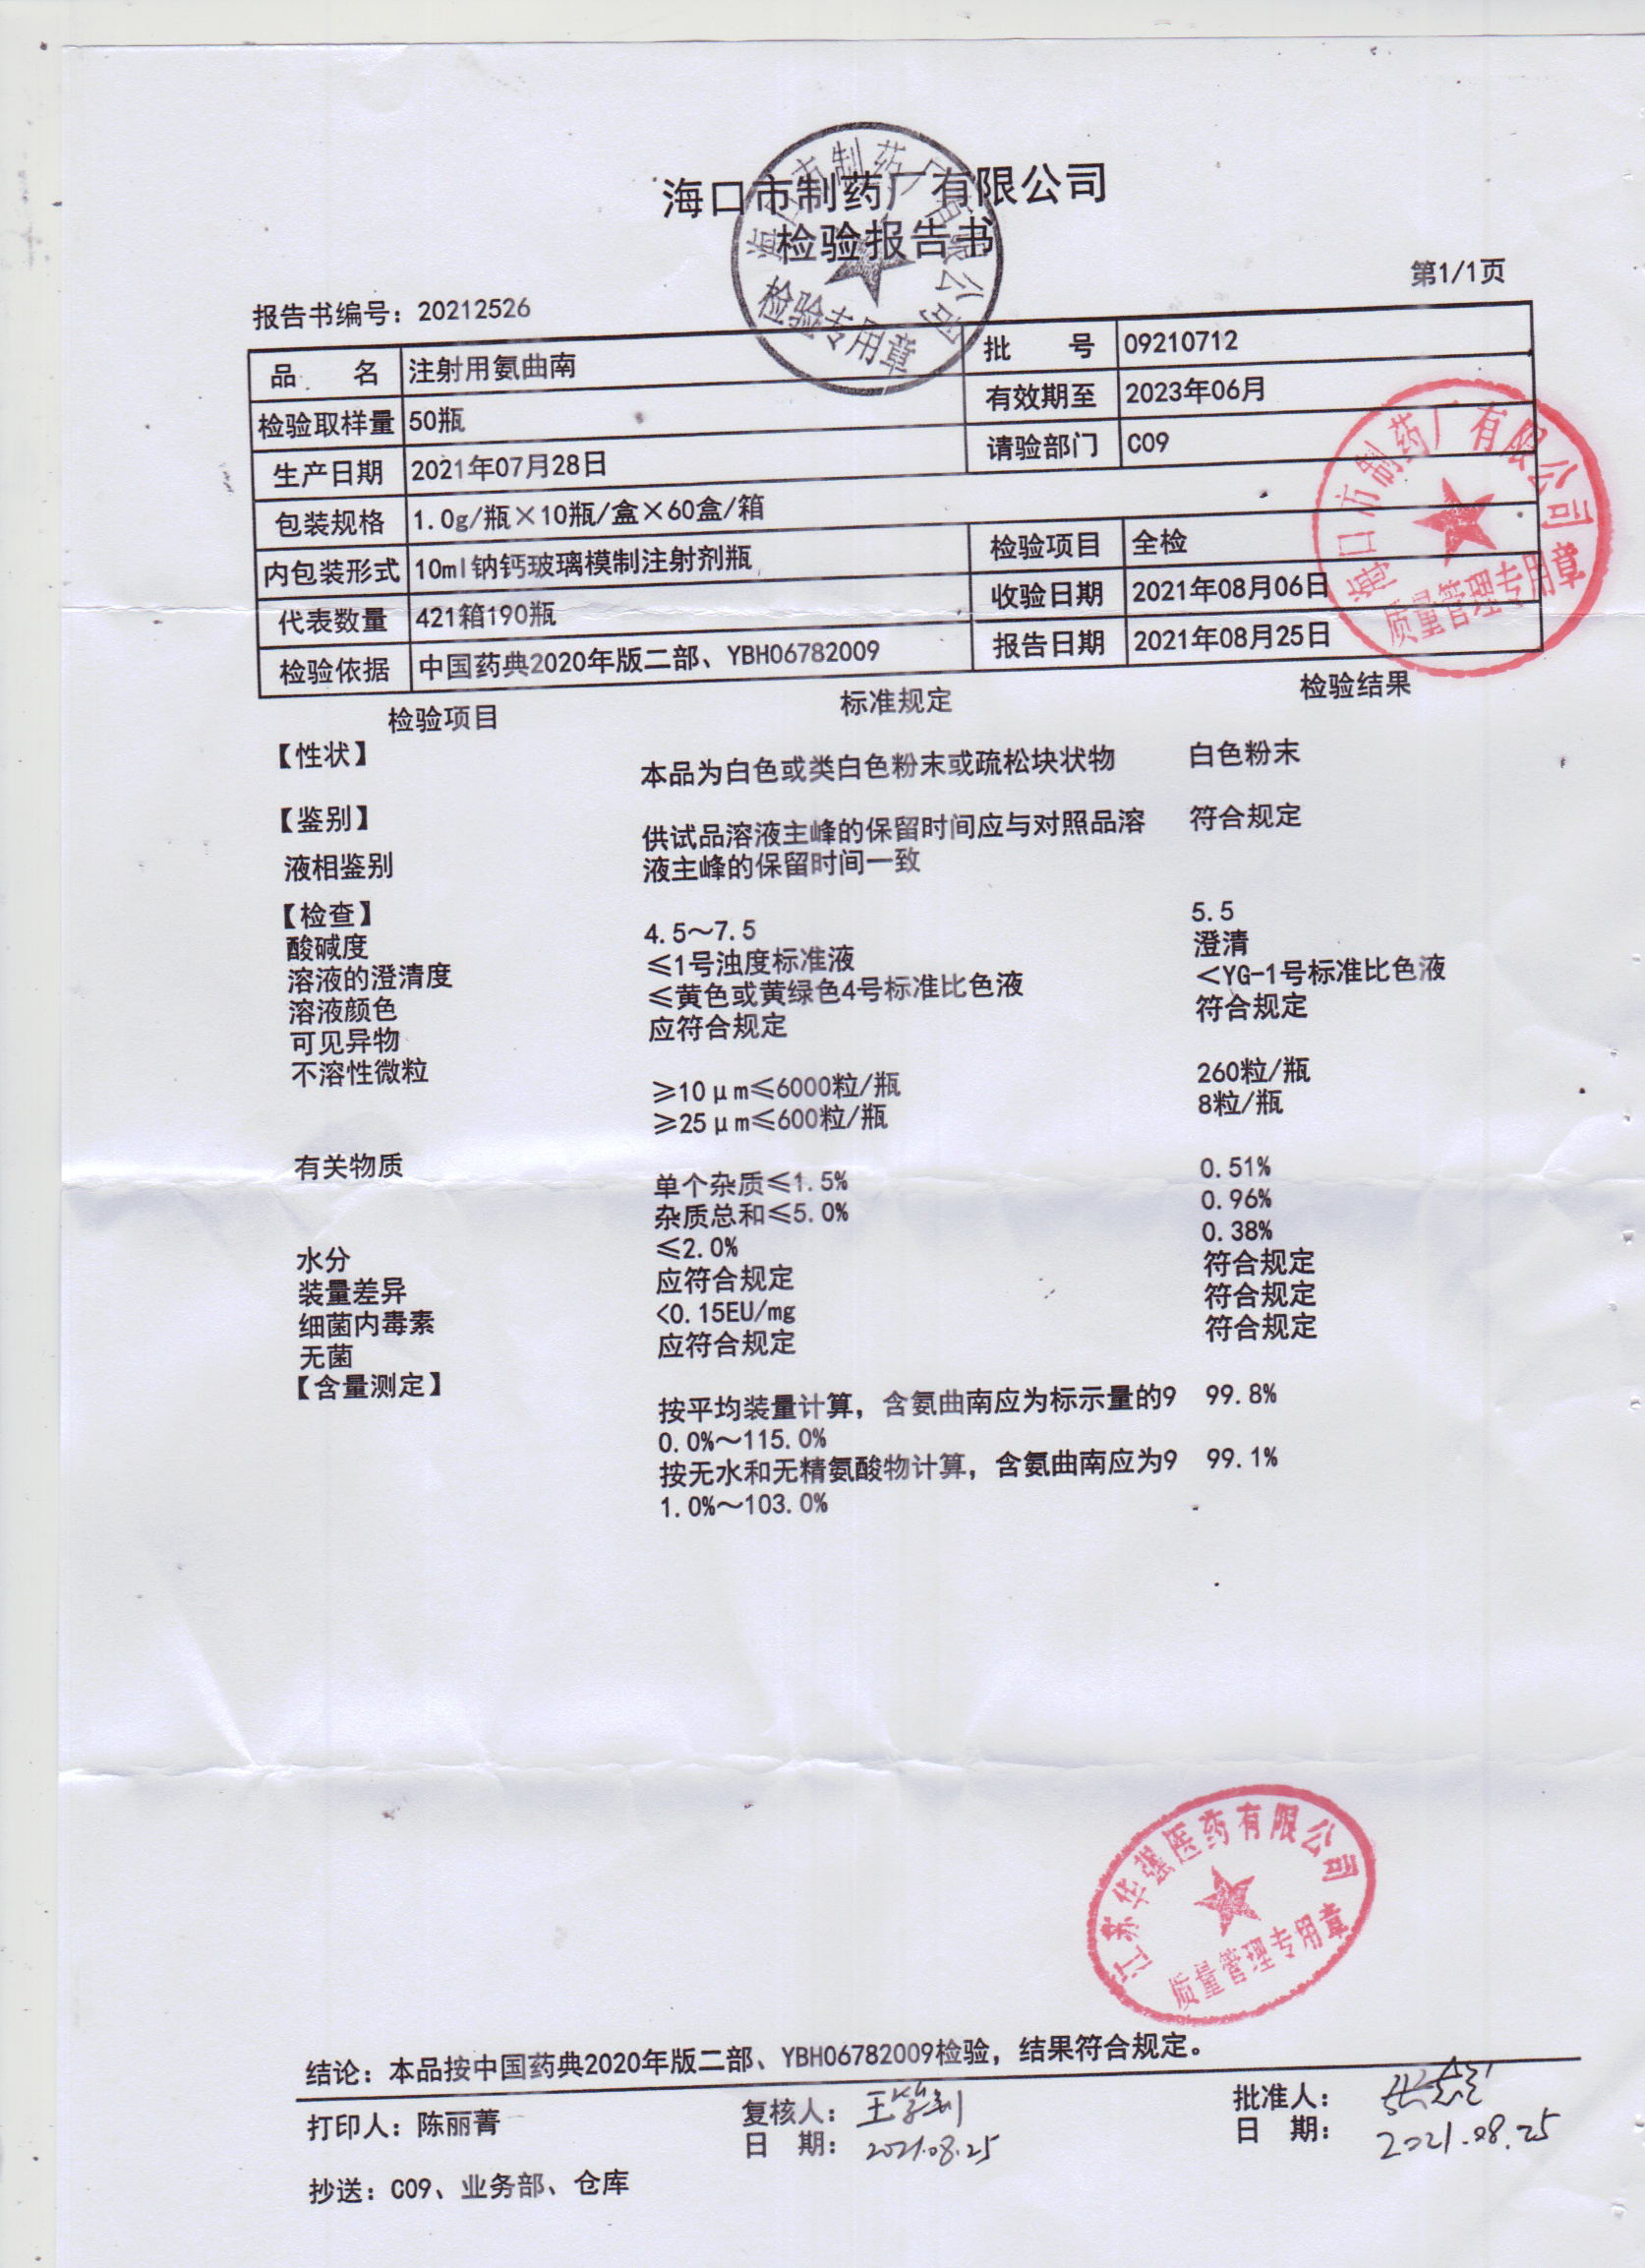 海口市制药厂有限公司
检验报告书
海口市制药厂有限公司
检验专用章
第1/1页
报告书编号：20212526
品 名 注射用氨曲南 批 号 09210712
检验取样量 50瓶 有效期至 2023年06月
生产日期 2021年07月28日 请验部门 C09
包装规格 1.0g/瓶×10瓶/盒×60盒/箱
内包装形式 10ml钠钙玻璃模制注射剂瓶 检验项目 全检
代表数量 421箱190瓶 收验日期 2021年08月06日
检验依据 中国药典2020年版二部、YBH06782009 报告日期 2021年08月25日
海口市制药厂有限公司
质量管理专用章
检验项目 标准规定 检验结果
【性状】 本品为白色或类白色粉末或疏松块状物 白色粉末
【鉴别】 供试品溶液主峰的保留时间应与对照品溶 符合规定
液相鉴别 液主峰的保留时间一致
【检查】
酸碱度 4.5～7.5 5.5
溶液的澄清度 ≤1号浊度标准液 澄清
溶液颜色 ≤黄色或黄绿色4号标准比色液 <YG-1号标准比色液
可见异物 应符合规定 符合规定
不溶性微粒
≥10μm≤6000粒/瓶 260粒/瓶
≥25μm≤600粒/瓶 8粒/瓶
有关物质 单个杂质≤1.5% 0.51%
杂质总和≤5.0% 0.96%
水分 ≤2.0% 0.38%
装量差异 应符合规定 符合规定
细菌内毒素 <0.15EU/mg 符合规定
无菌 应符合规定 符合规定
【含量测定】
按平均装量计算，含氨曲南应为标示量的9 99.8%
0.0%～115.0%
按无水和无精氨酸物计算，含氨曲南应为9 99.1%
1.0%～103.0%
江苏华强医药有限公司
质量管理专用章
结论：本品按中国药典2020年版二部、YBH06782009检验，结果符合规定。
打印人：陈丽菁 复核人： 批准人：
日 期：2021.08.25 日 期：2021.08.25
抄送：C09、业务部、仓库